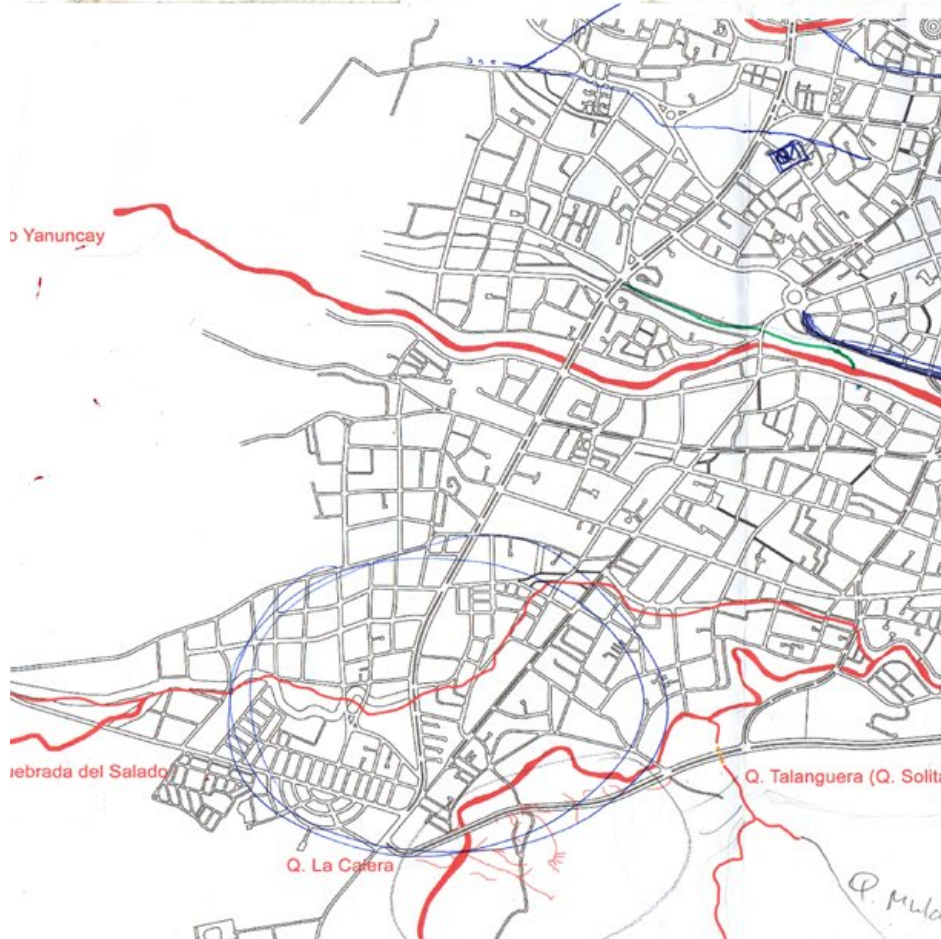 o Yanuncay
uebrada del Salado
Q. Talanguera (Q. Solita
Q. La Calera
Q.